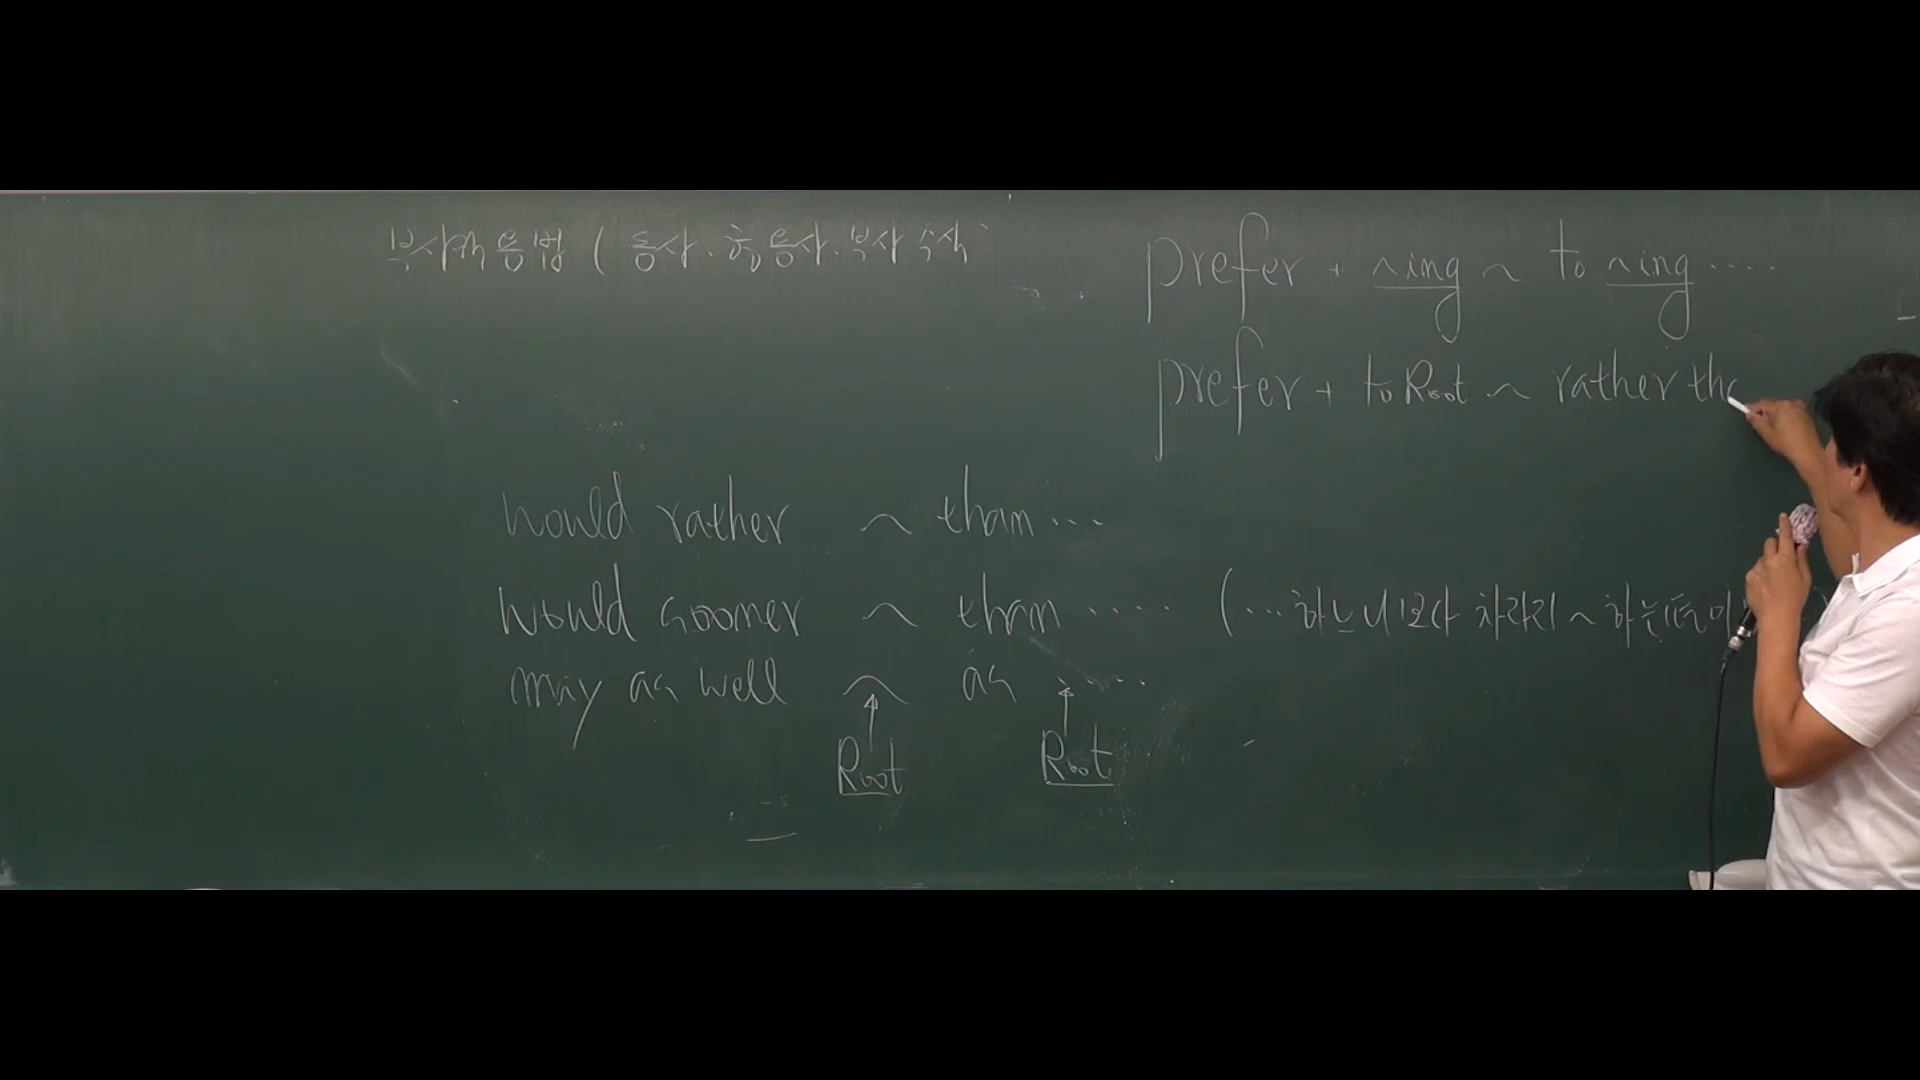 부사적 용법 ( 동사. 형용사. 부사 수식
prefer + ~ing ~ to ~ing ....
prefer + to Root ~ rather tha
would rather ~ than ...
would sooner ~ than .... (...하느니보다 차라리 ~하는 편이
may as well ~ as ....
Root Root